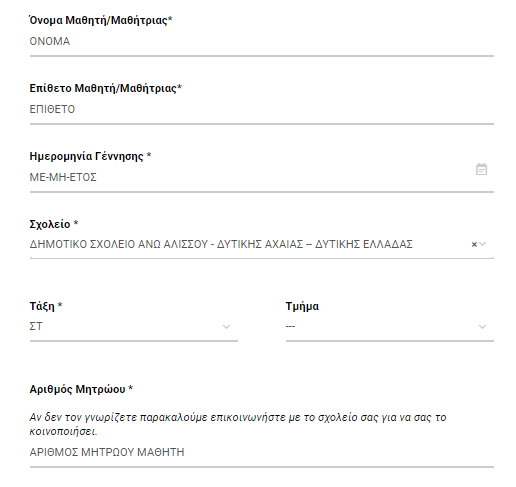 Όνομα Μαθητή/Μαθήτριας*
ΟΝΟΜΑ
Επίθετο Μαθητή/Μαθήτριας*
ΕΠΙΘΕΤΟ
Ημερομηνία Γέννησης *
ΜΕ-ΜΗ-ΕΤΟΣ
Σχολείο *
ΔΗΜΟΤΙΚΟ ΣΧΟΛΕΙΟ ΑΝΩ ΑΛΙΣΣΟΥ - ΔΥΤΙΚΗΣ ΑΧΑΙΑΣ -- ΔΥΤΙΚΗΣ ΕΛΛΑΔΑΣ ×
Τάξη * Τμήμα
ΣΤ ---
Αριθμός Μητρώου *
Αν δεν τον γνωρίζετε παρακαλούμε επικοινωνήστε με το σχολείο σας για να σας το
κοινοποιήσει.
ΑΡΙΘΜΟΣ ΜΗΤΡΩΟΥ ΜΑΘΗΤΗ